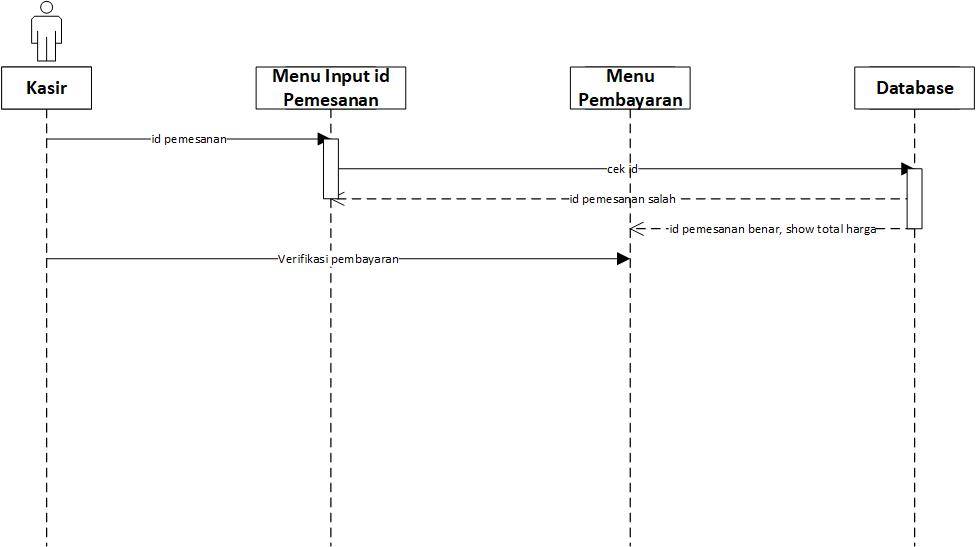 Kasir
Menu Input id
Pemesanan
Menu
Pembayaran
Database
id pemesanan
cek id
id pemesanan salah
id pemesanan benar, show total harga
Verifikasi pembayaran